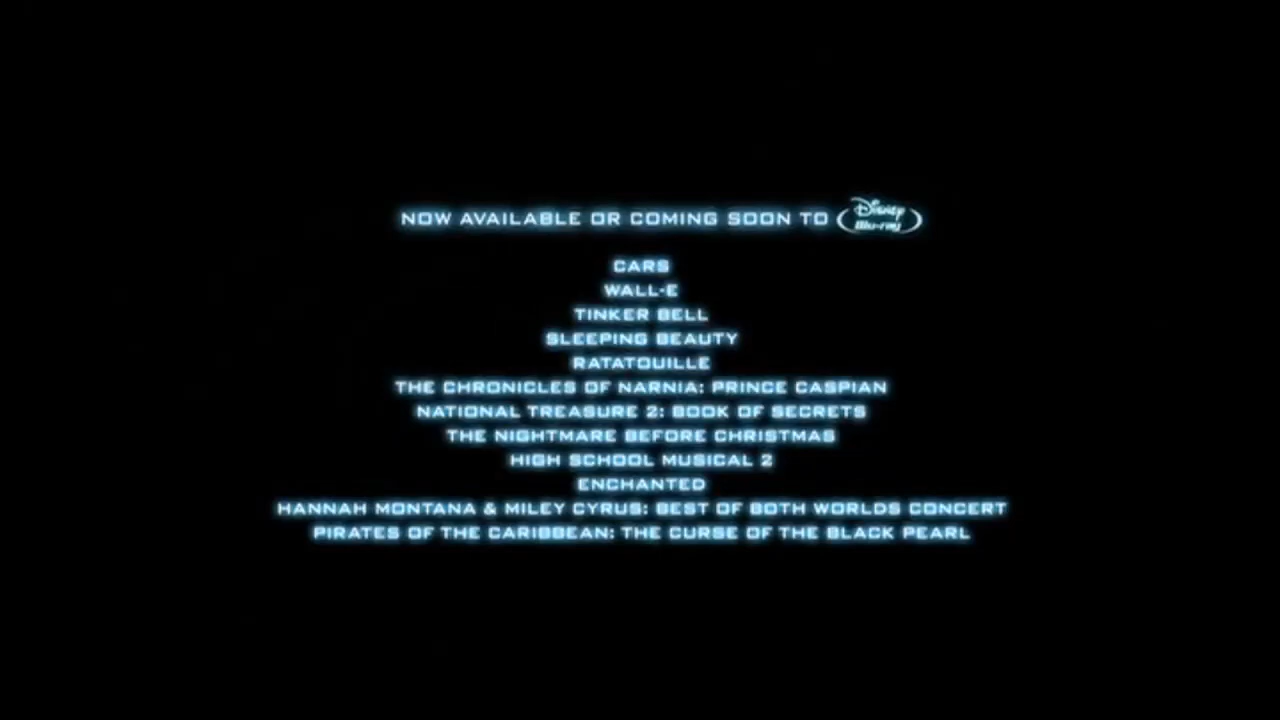 NOW AVAILABLE OR COMING SOON TO Disney Blu-ray
CARS
WALL-E
TINKER BELL
SLEEPING BEAUTY
RATATOUILLE
THE CHRONICLES OF NARNIA: PRINCE CASPIAN
NATIONAL TREASURE 2: BOOK OF SECRETS
THE NIGHTMARE BEFORE CHRISTMAS
HIGH SCHOOL MUSICAL 2
ENCHANTED
HANNAH MONTANA & MILEY CYRUS: BEST OF BOTH WORLDS CONCERT
PIRATES OF THE CARIBBEAN: THE CURSE OF THE BLACK PEARL